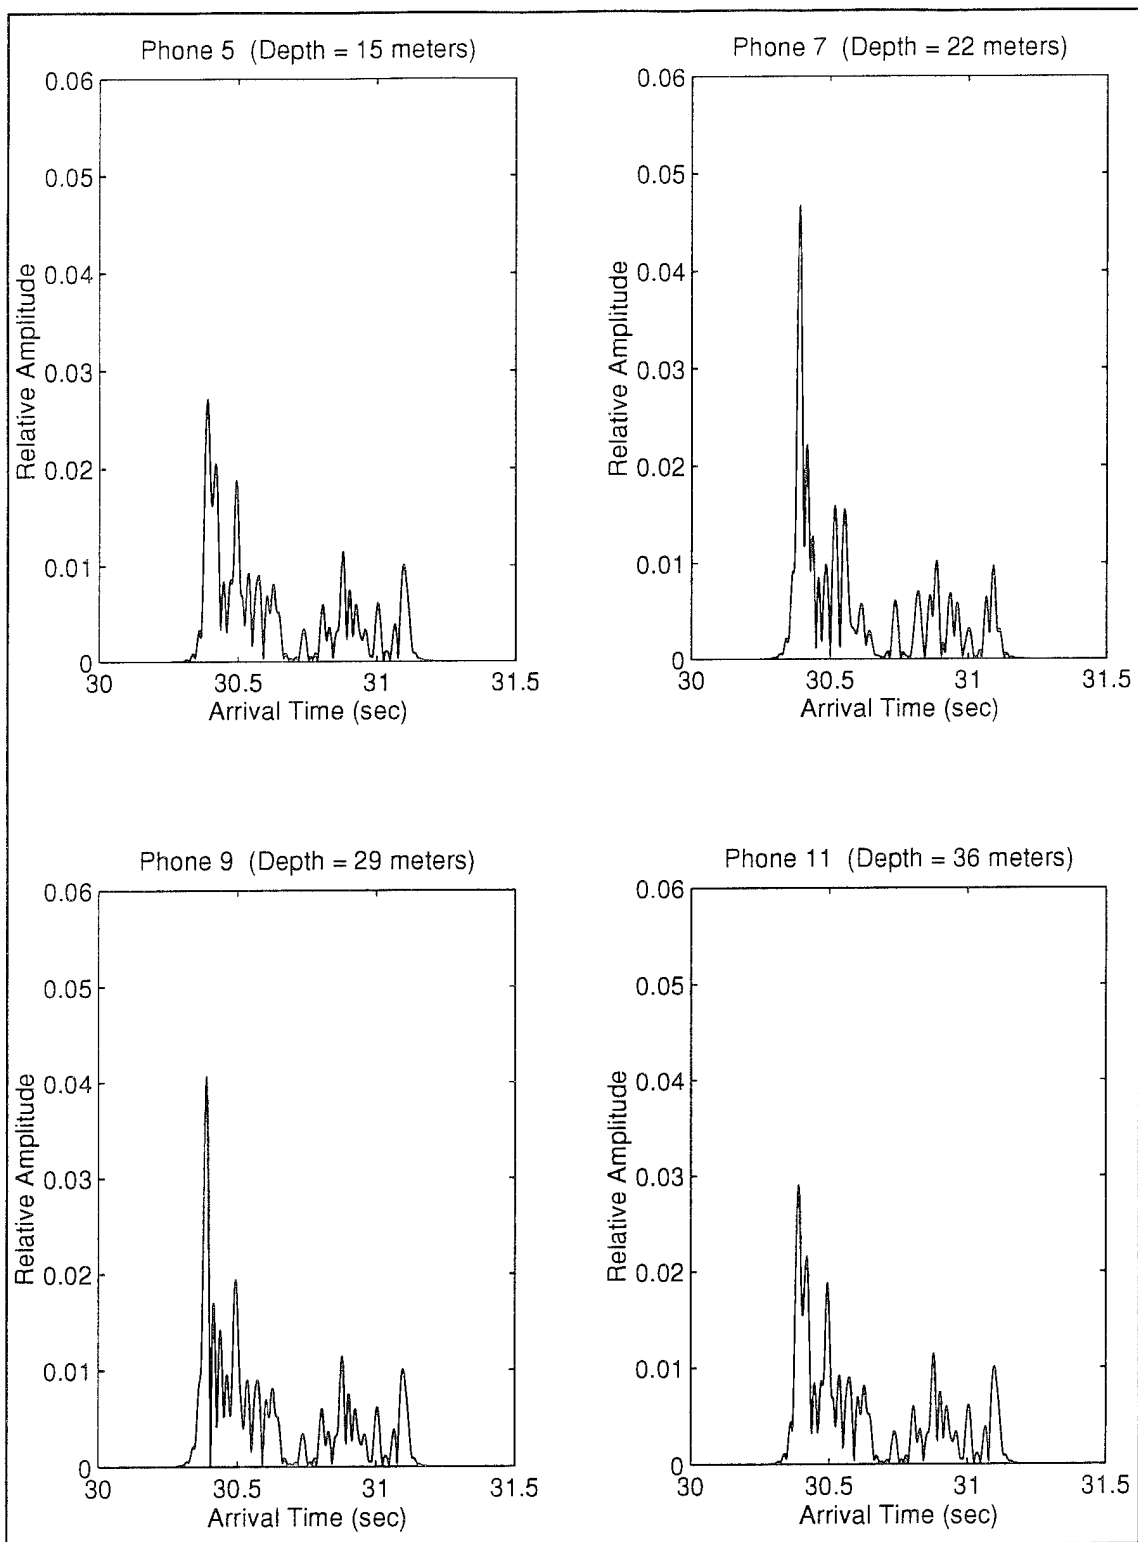 Phone 5 (Depth = 15 meters)
0.06
0.05
0.04
0.03
0.02
0.01
0
Relative Amplitude
30 30.5 31 31.5
Arrival Time (sec)
Phone 7 (Depth = 22 meters)
0.06
0.05
0.04
0.03
0.02
0.01
0
Relative Amplitude
30 30.5 31 31.5
Arrival Time (sec)
Phone 9 (Depth = 29 meters)
0.06
0.05
0.04
0.03
0.02
0.01
0
Relative Amplitude
30 30.5 31 31.5
Arrival Time (sec)
Phone 11 (Depth = 36 meters)
0.06
0.05
0.04
0.03
0.02
0.01
0
Relative Amplitude
30 30.5 31 31.5
Arrival Time (sec)